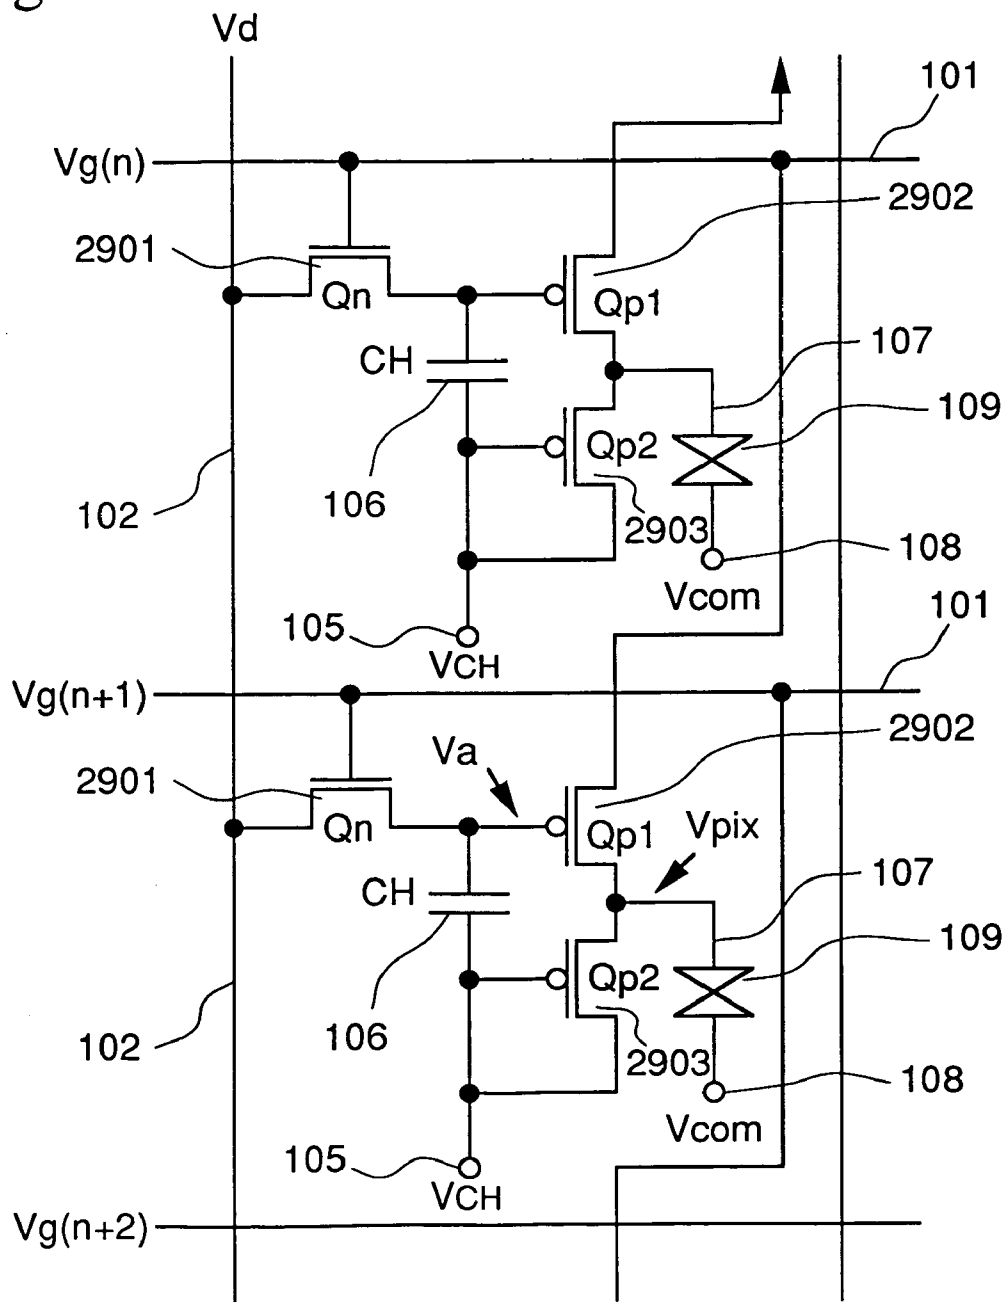 g
Vd
101
Vg(n)
2902
2901
Qn
Qp1
107
CH
109
Qp2
106
102
2903
108
Vcom
105
VCH
101
Vg(n+1)
2902
Va
2901
Qn
Qp1
Vpix
107
CH
109
Qp2
106
102
2903
108
Vcom
105
VCH
Vg(n+2)